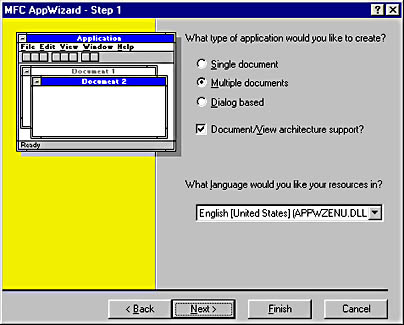 MFC AppWizard - Step 1
Application
File Edit View Window Help
Document 1
Document 2
Ready
What type of application would you like to create?
Single document
Multiple documents
Dialog based
Document/View architecture support?
What language would you like your resources in?
English [United States] (APPWZENU.DLL
< Back
Next >
Finish
Cancel